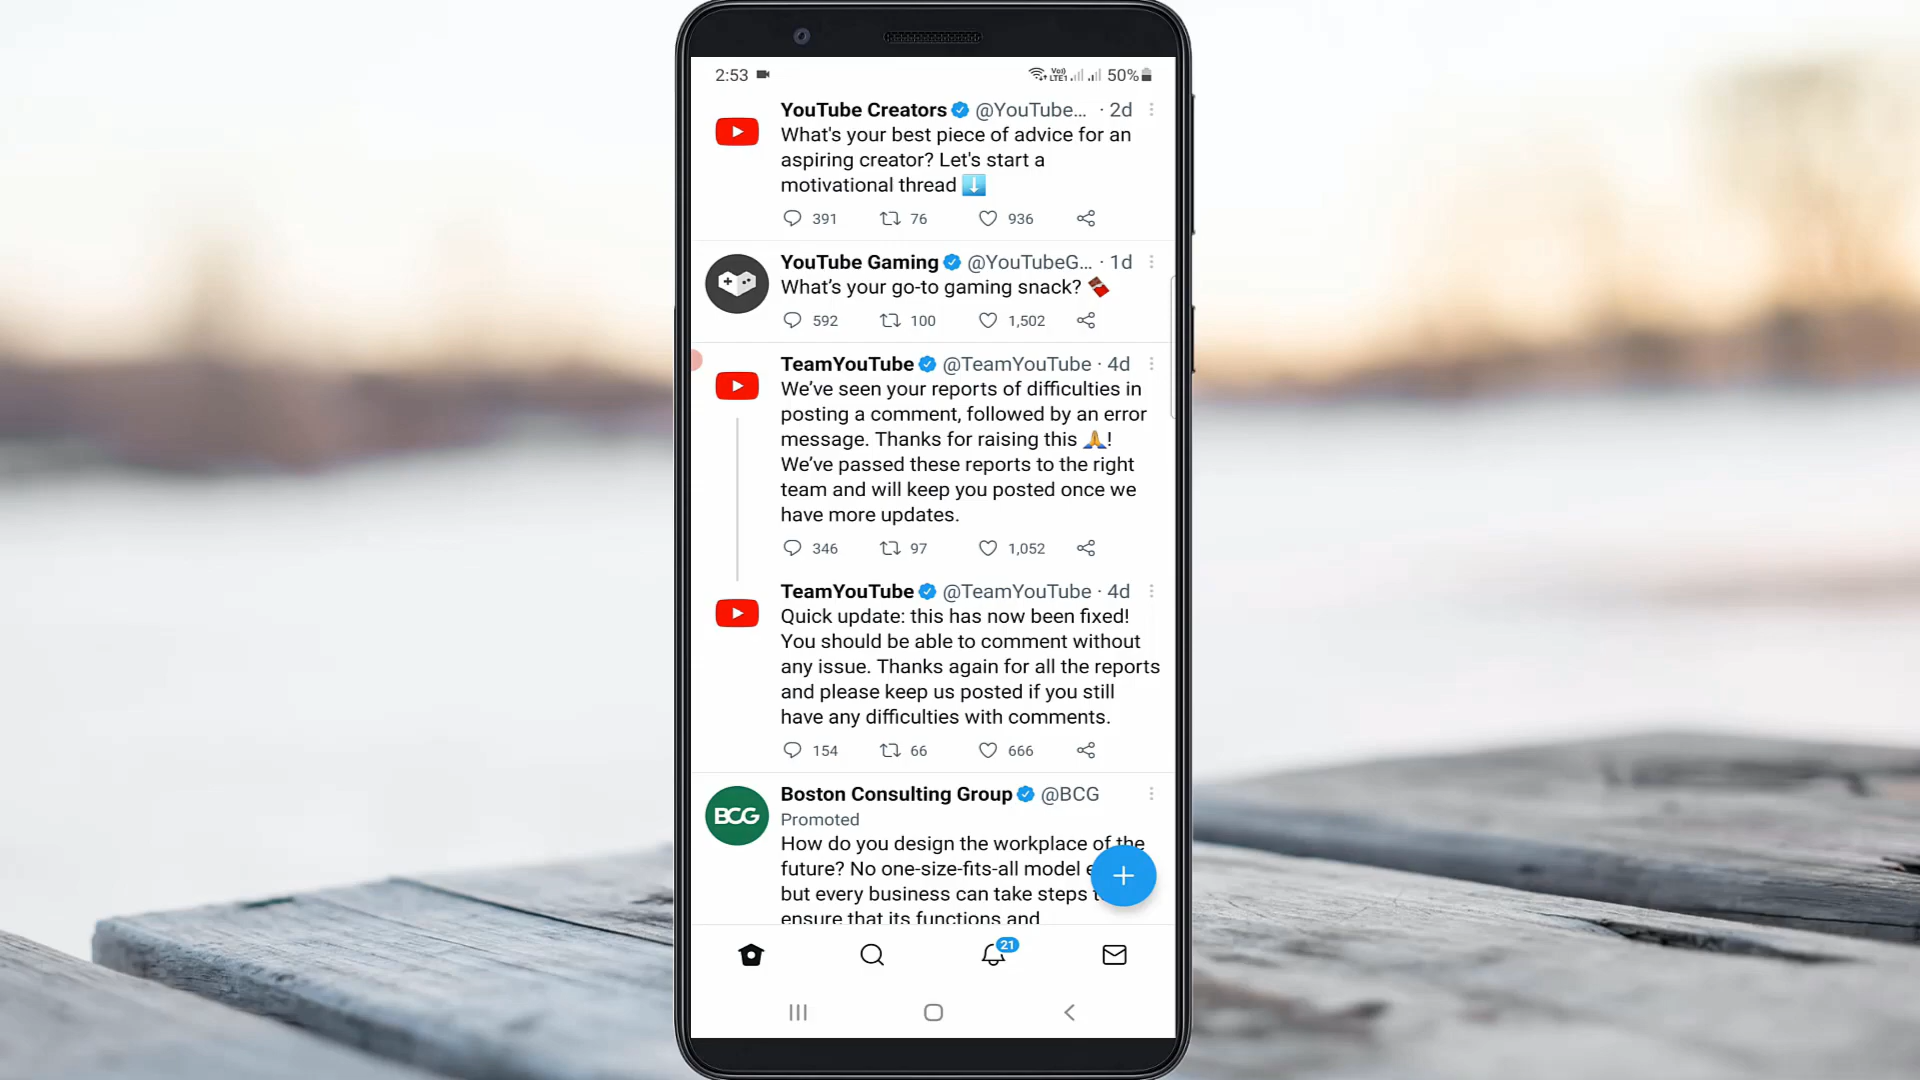 2:53
Vo) LTE1 50%
YouTube Creators @YouTube... · 2d
What's your best piece of advice for an
aspiring creator? Let's start a
motivational thread ⬇️
391 76 936
YouTube Gaming @YouTubeG... · 1d
What’s your go-to gaming snack? 🍫
592 100 1,502
TeamYouTube @TeamYouTube · 4d
We’ve seen your reports of difficulties in
posting a comment, followed by an error
message. Thanks for raising this 🙏!
We’ve passed these reports to the right
team and will keep you posted once we
have more updates.
346 97 1,052
TeamYouTube @TeamYouTube · 4d
Quick update: this has now been fixed!
You should be able to comment without
any issue. Thanks again for all the reports
and please keep us posted if you still
have any difficulties with comments.
154 66 666
BCG
Boston Consulting Group @BCG
Promoted
How do you design the workplace of the
future? No one-size-fits-all model
but every business can take steps
ensure that its functions and
21